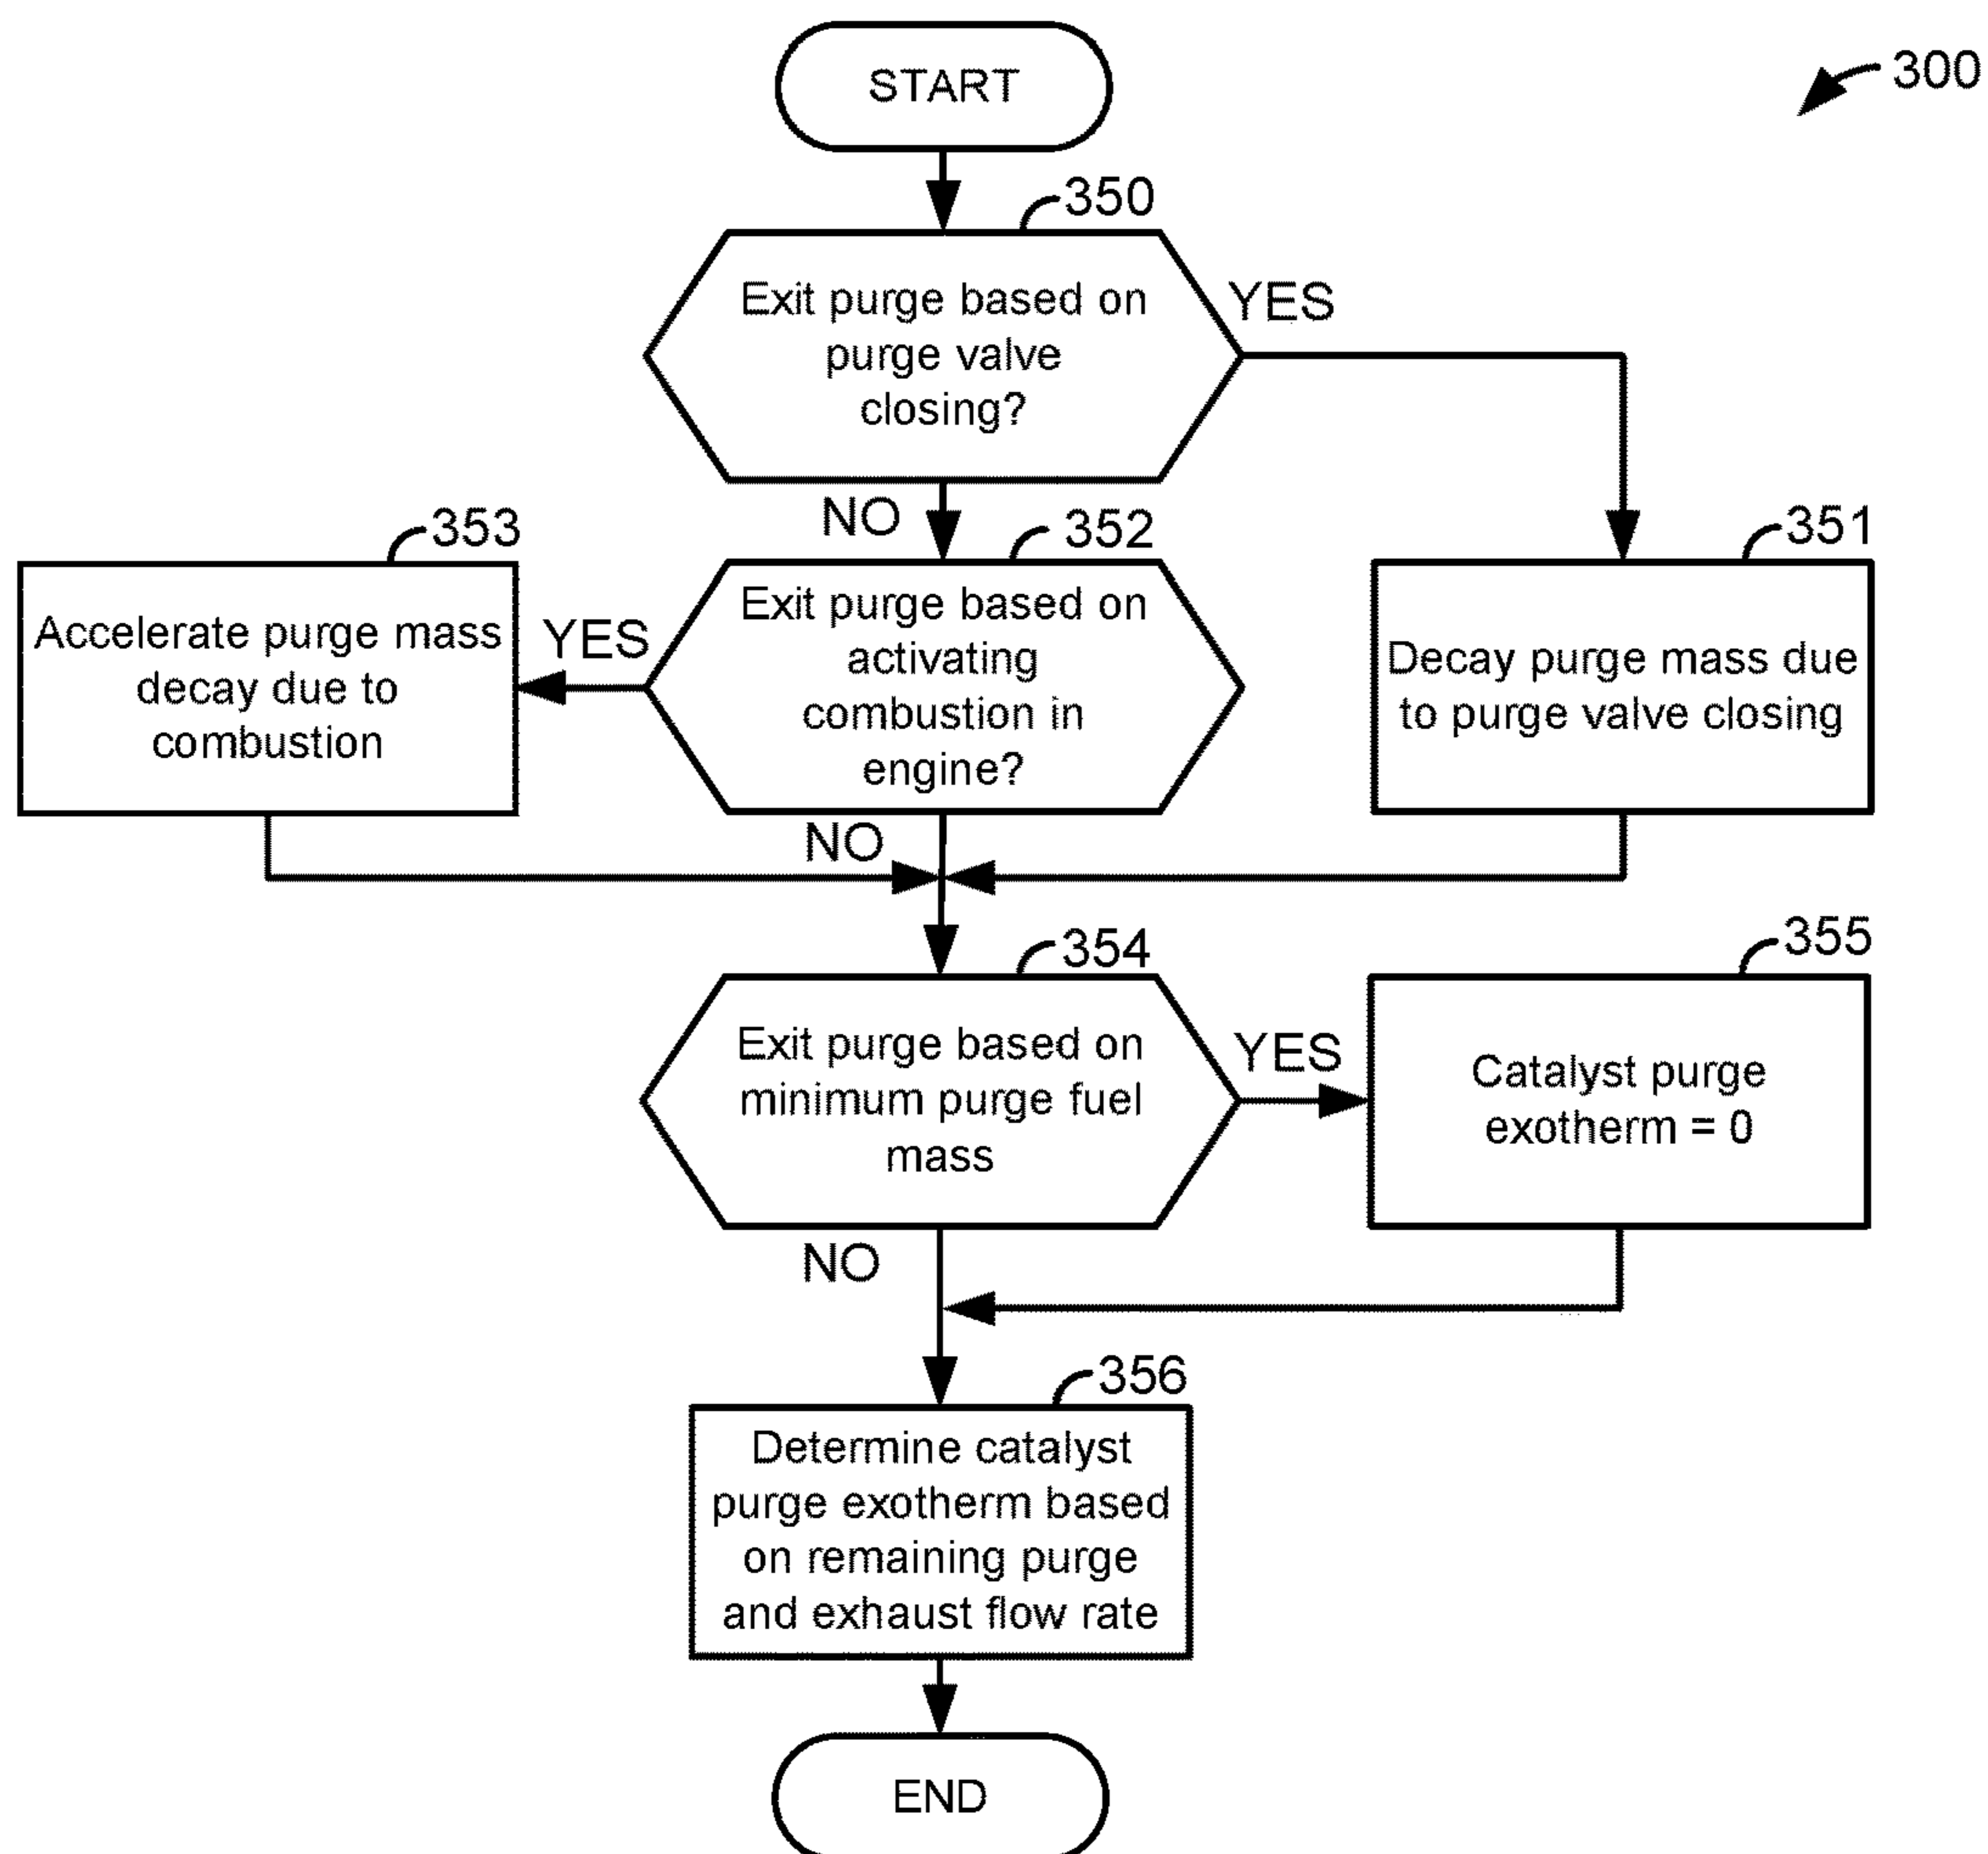 START
300
350
Exit purge based on
purge valve
closing?
YES
NO
353
352
351
Accelerate purge mass
decay due to
combustion
YES
Exit purge based on
activating
combustion in
engine?
Decay purge mass due
to purge valve closing
NO
354
355
Exit purge based on
minimum purge fuel
mass
YES
Catalyst purge
exotherm = 0
NO
356
Determine catalyst
purge exotherm based
on remaining purge
and exhaust flow rate
END